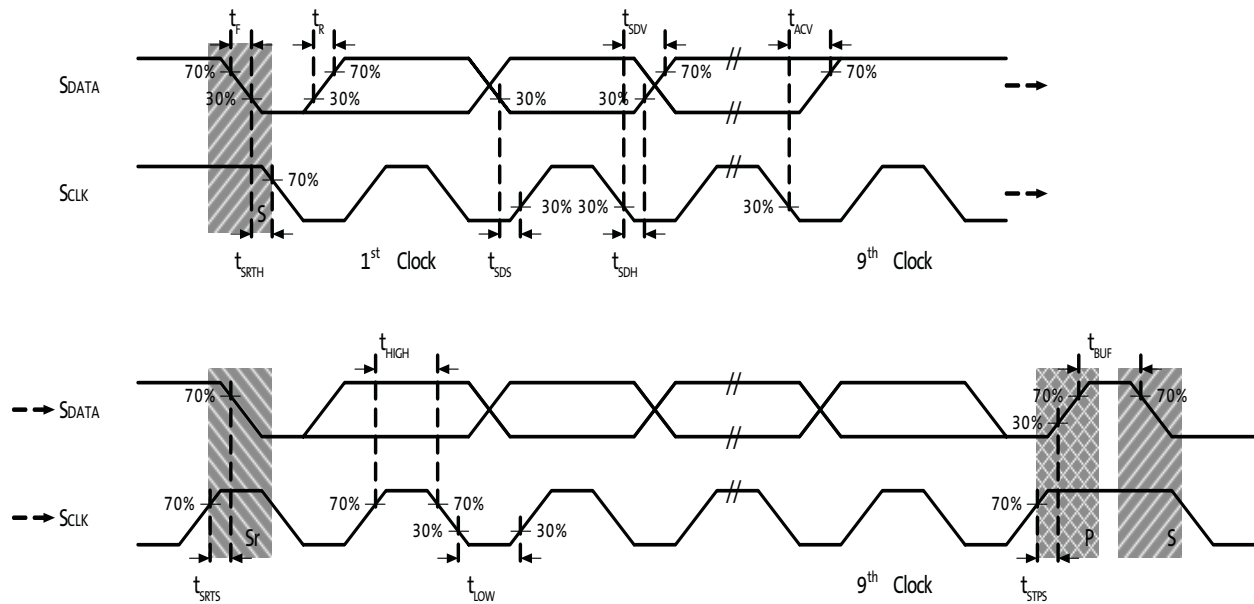 tF tR tSDV tACV
70% 70% 70% 70%
SDATA
30% 30% 30% 30%
SCLK
70%
30% 30% 30%
S
tSRTH 1st Clock tSDS tSDH 9th Clock
tHIGH tBUF
70% 70% 70%
SDATA
30%
70% 70% 70% 70%
SCLK
30% 30%
Sr P S
tSRTS tLOW 9th Clock tSTPS